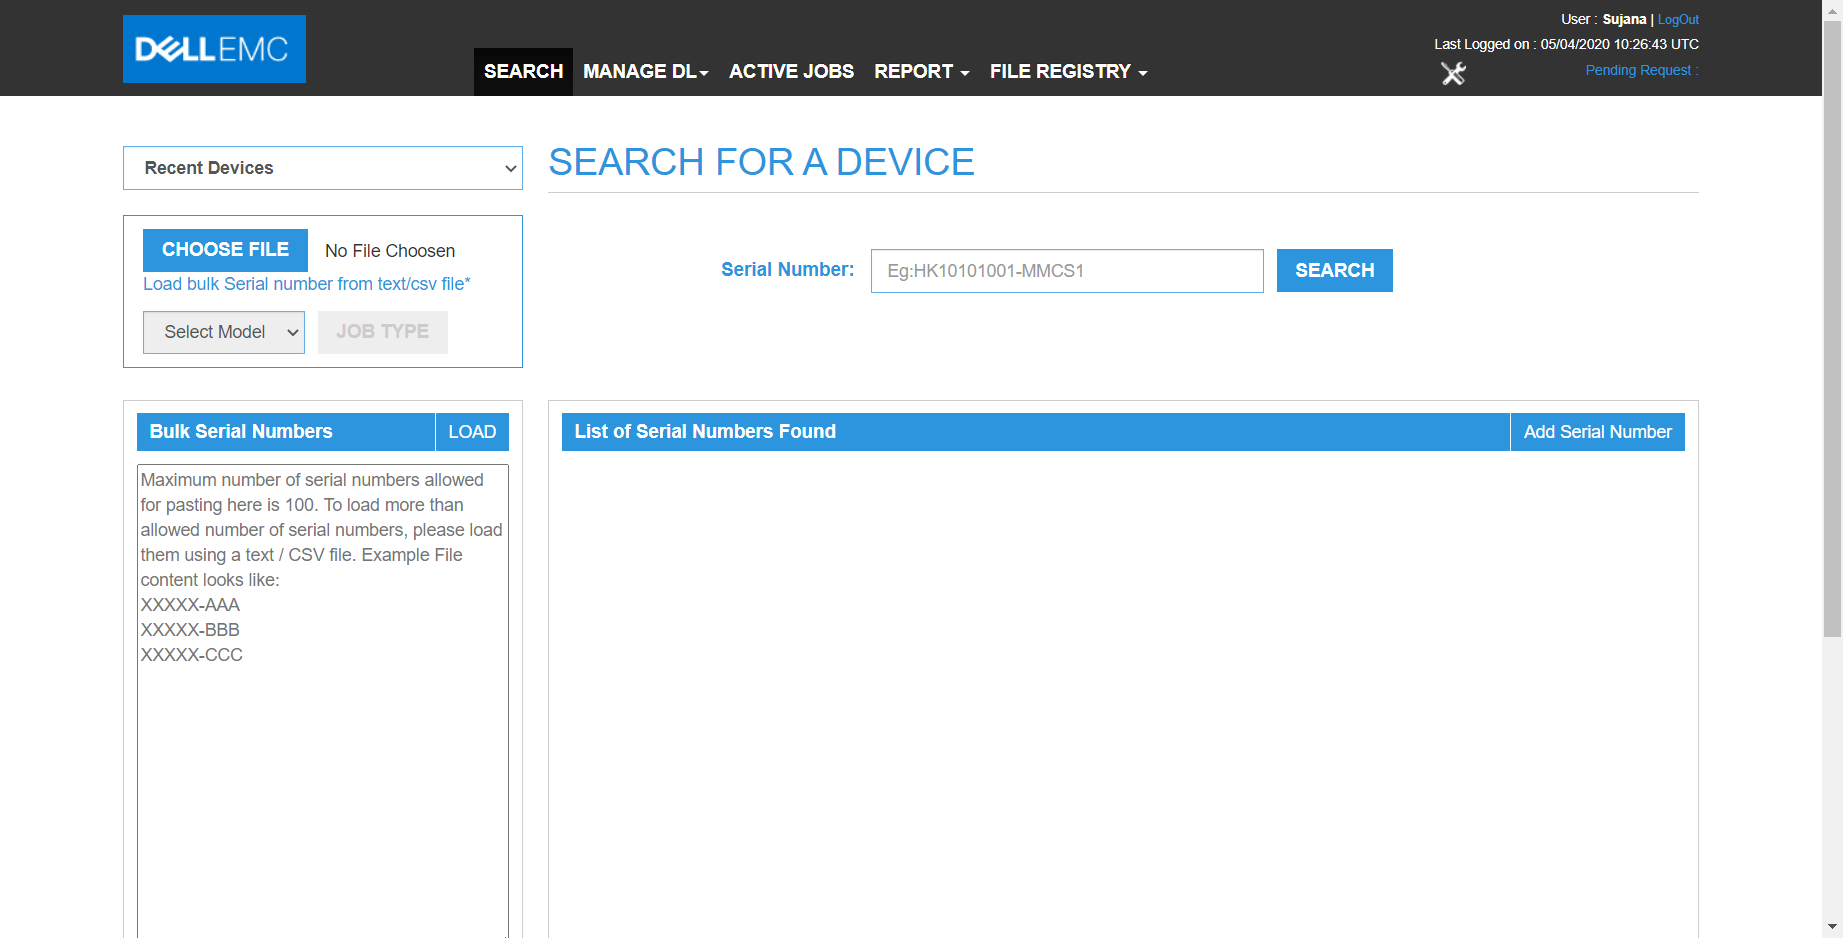 DELLEMC
User : Sujana | LogOut
Last Logged on : 05/04/2020 10:26:43 UTC
Pending Request :
SEARCH MANAGE DL ACTIVE JOBS REPORT FILE REGISTRY
Recent Devices
SEARCH FOR A DEVICE
CHOOSE FILE No File Choosen
Load bulk Serial number from text/csv file*
Select Model JOB TYPE
Serial Number: Eg:HK10101001-MMCS1 SEARCH
Bulk Serial Numbers LOAD
Maximum number of serial numbers allowed
for pasting here is 100. To load more than
allowed number of serial numbers, please load
them using a text / CSV file. Example File
content looks like:
XXXXX-AAA
XXXXX-BBB
XXXXX-CCC
List of Serial Numbers Found Add Serial Number